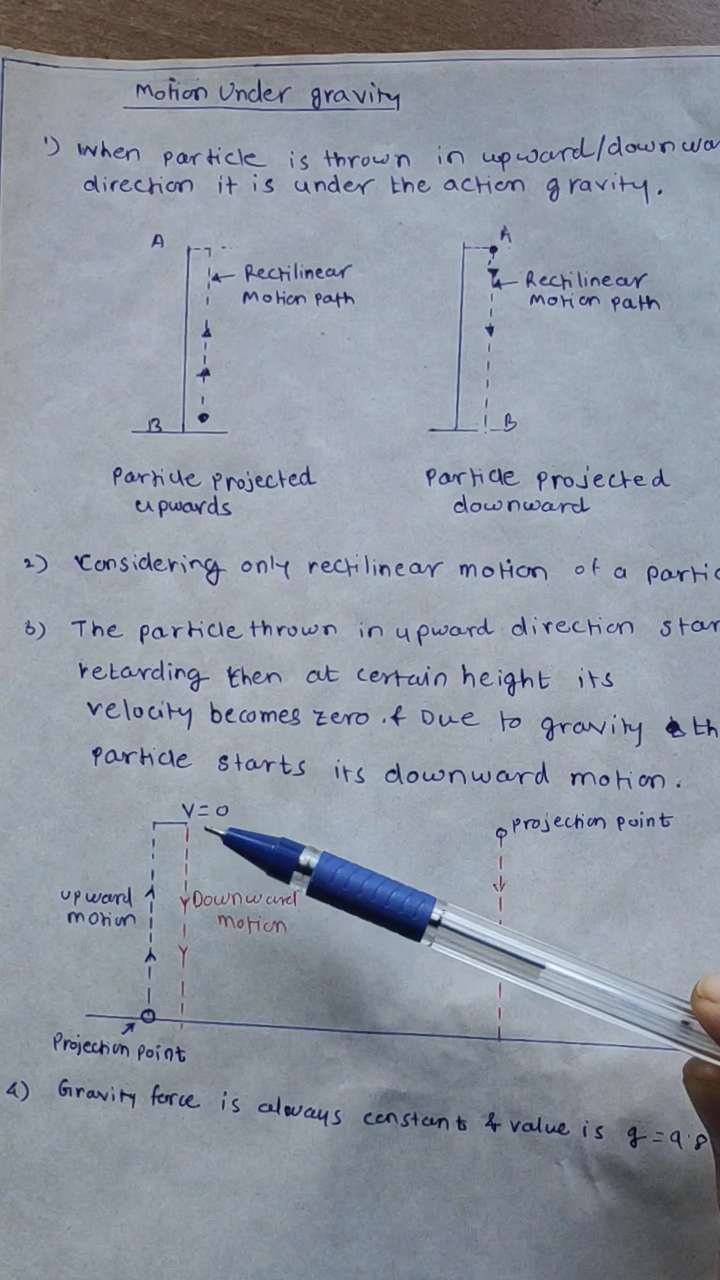 Motion Under gravity
1) When particle is thrown in upward/downwa
direction it is under the action gravity.
A
Rectilinear
Motion path
B
Particle projected
upwards
A
Rectilinear
Motion path
B
Particle projected
downward
2) Considering only rectilinear motion of a partic
3) The particle thrown in upward direction star
retarding then at certain height its
velocity becomes zero. & Due to gravity th
particle starts its downward motion.
V=0
upward
motion
Downward
motion
Projection point
projection point
4) Gravity force is always constant & value is g = 9.8